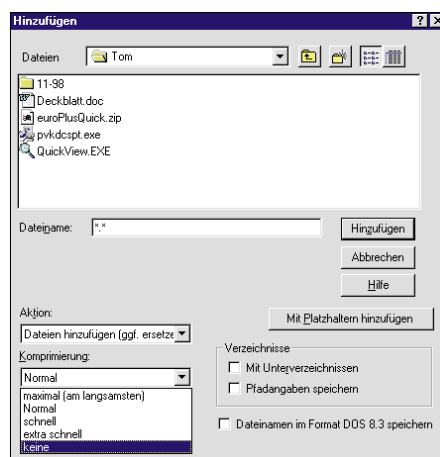 Hinzufügen
Dateien
Tom
11-98
Deckblatt.doc
euroPlusQuick.zip
pvkdcspt.exe
QuickView.EXE
Dateiname:
*.*
Hinzufügen
Abbrechen
Hilfe
Aktion:
Dateien hinzufügen (ggf. ersetze
Mit Platzhaltern hinzufügen
Komprimierung:
Normal
maximal (am langsamsten)
Normal
schnell
extra schnell
keine
Verzeichnisse
Mit Unterverzeichnissen
Pfadangaben speichern
Dateinamen im Format DOS 8.3 speichern